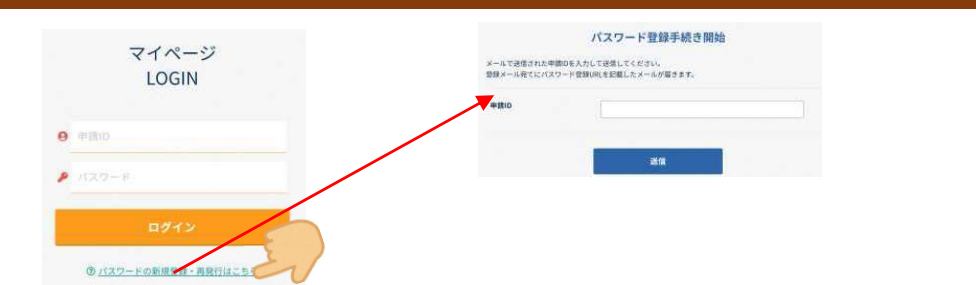 マイページ
LOGIN
申請ID
パスワード
ログイン
パスワードの新規登録・再発行はこちら
パスワード登録手続き開始
メールで送信された申請IDを入力して送信してください。
登録メール宛てにパスワード登録URLを記載したメールが届きます。
申請ID
送信